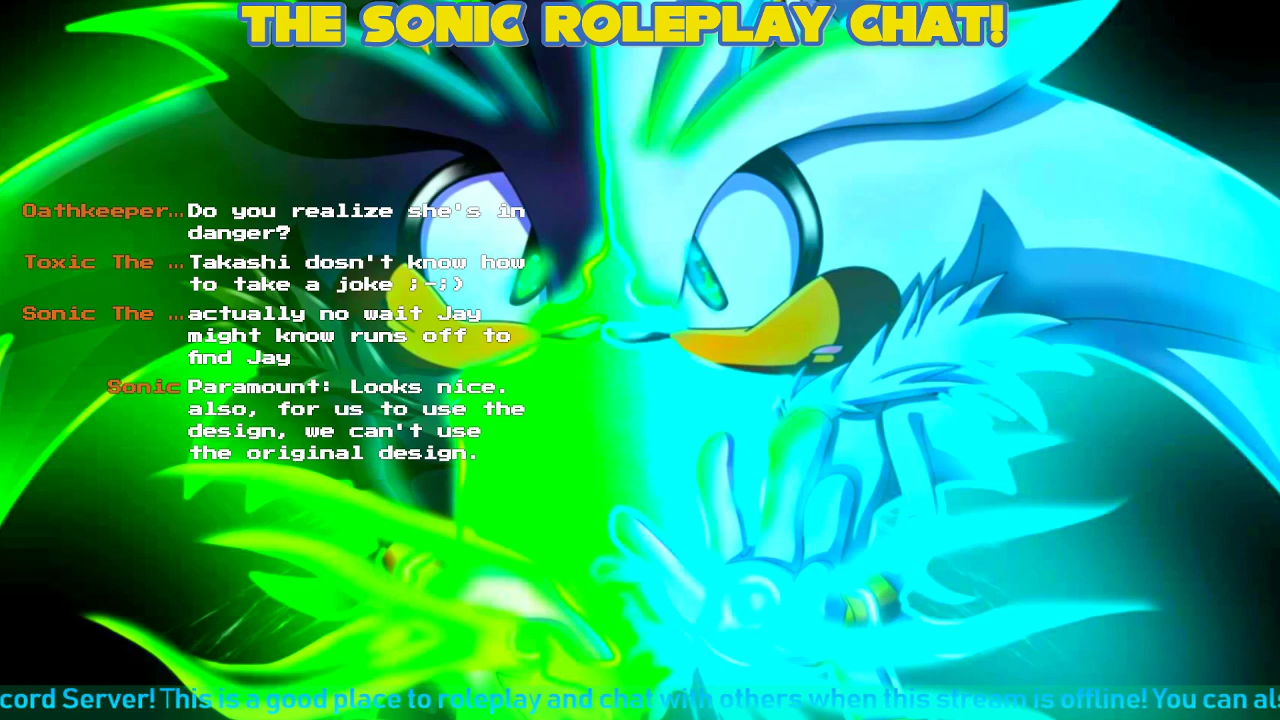 THE SONIC ROLEPLAY CHAT!
Oathkeeper... Do you realize she's in
danger?
Toxic The ... Takashi dosn't know how
to take a joke ;-;)
Sonic The ... actually no wait Jay
might know runs off to
find Jay
Sonic Paramount: Looks nice.
also, for us to use the
design, we can't use
the original design.
cord Server! This is a good place to roleplay and chat with others when this stream is offline! You can al